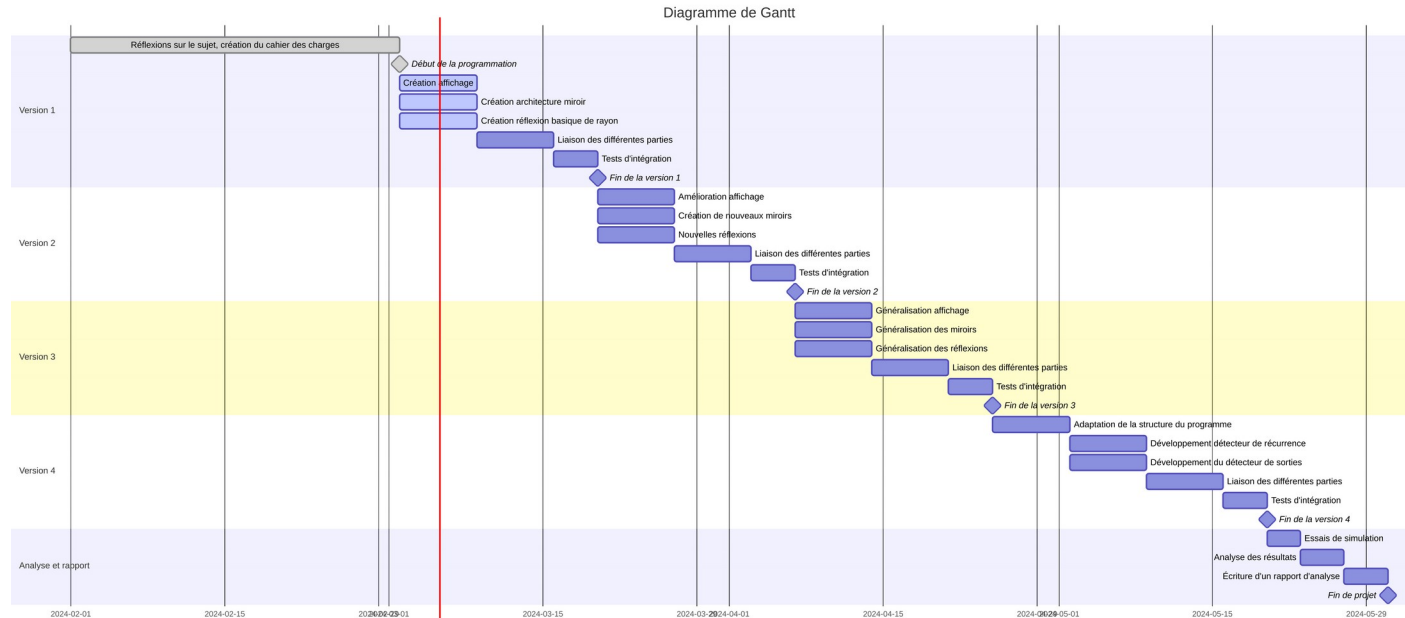 Diagramme de Gantt
Réflexions sur le sujet, création du cahier des charges
Début de la programmation
Création affichage
Version 1
Création architecture miroir
Création réflexion basique de rayon
Liaison des différentes parties
Tests d'intégration
Fin de la version 1
Amélioration affichage
Création de nouveaux miroirs
Nouvelles réflexions
Version 2
Liaison des différentes parties
Tests d'intégration
Fin de la version 2
Généralisation affichage
Généralisation des miroirs
Généralisation des réflexions
Version 3
Liaison des différentes parties
Tests d'intégration
Fin de la version 3
Adaptation de la structure du programme
Développement détecteur de récurrence
Développement du détecteur de sorties
Version 4
Liaison des différentes parties
Tests d'intégration
Fin de la version 4
Essais de simulation
Analyse et rapport
Analyse des résultats
Écriture d'un rapport d'analyse
Fin de projet
2024-02-01 2024-02-15 2024-03-15 2024-04-01 2024-04-15 2024-05-01 2024-05-15 2024-05-29